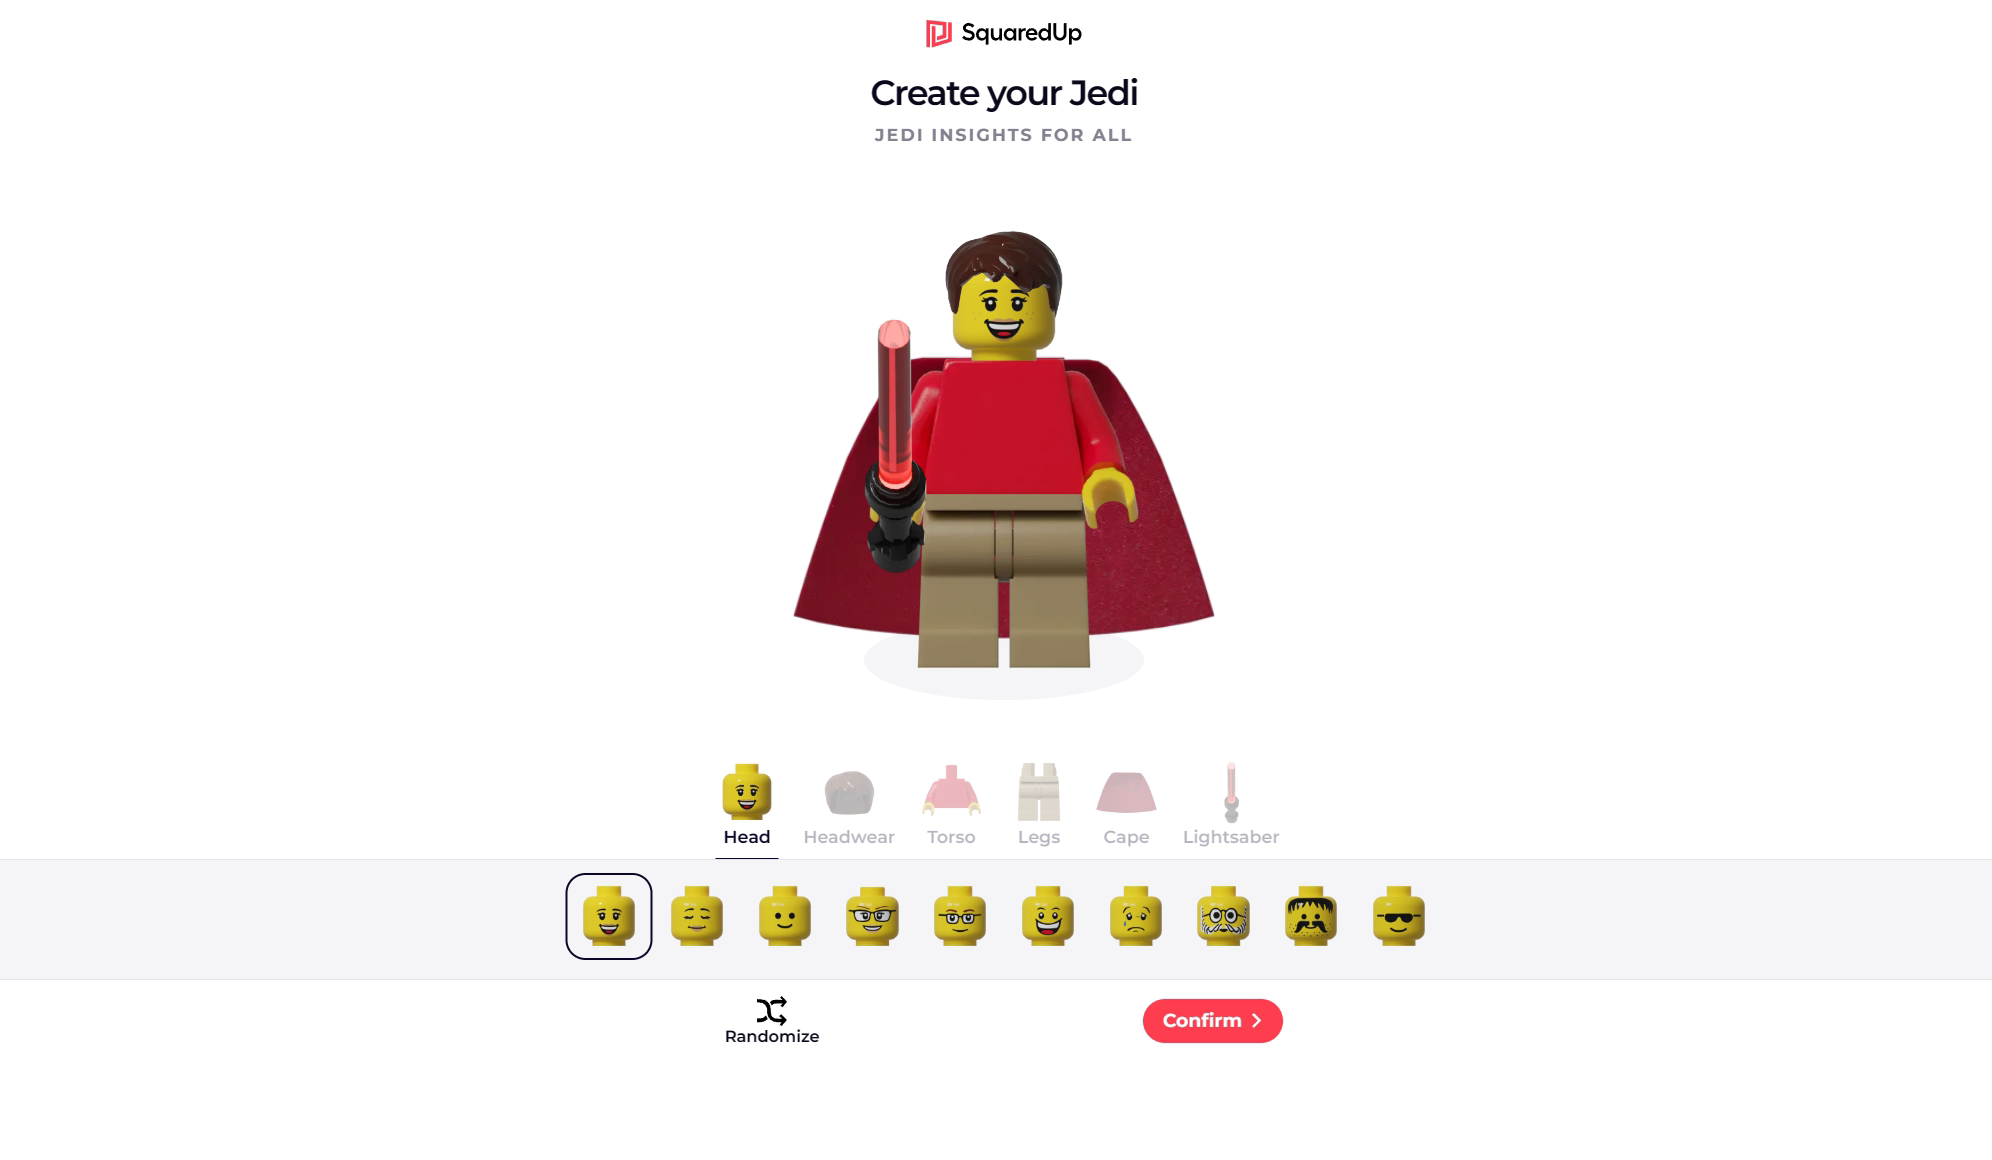 SquaredUp
Create your Jedi
JEDI INSIGHTS FOR ALL
Head
Headwear
Torso
Legs
Cape
Lightsaber
Randomize
Confirm